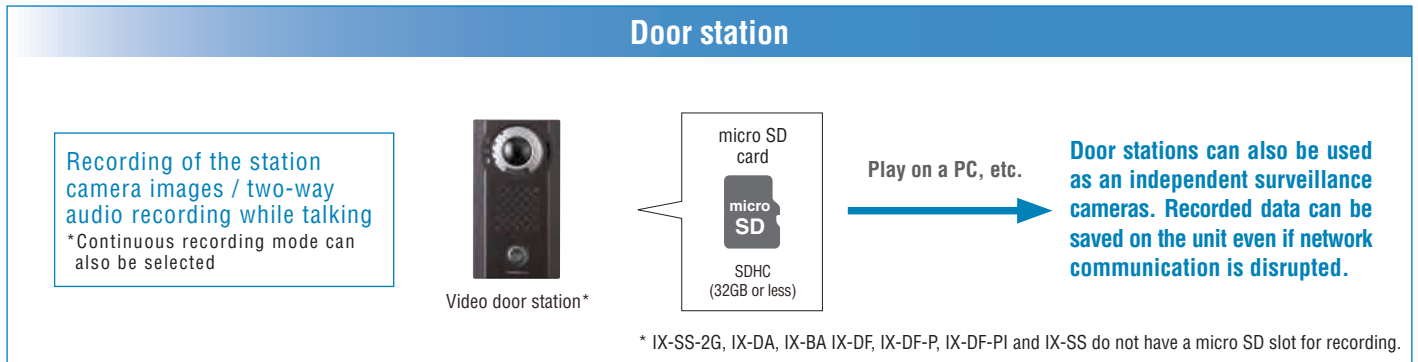 Door station
Recording of the station
camera images / two-way
audio recording while talking
*Continuous recording mode can
also be selected
Video door station*
micro SD
card
micro
SD
SDHC
(32GB or less)
Play on a PC, etc.
Door stations can also be used
as an independent surveillance
cameras. Recorded data can be
saved on the unit even if network
communication is disrupted.
* IX-SS-2G, IX-DA, IX-BA IX-DF, IX-DF-P, IX-DF-PI and IX-SS do not have a micro SD slot for recording.